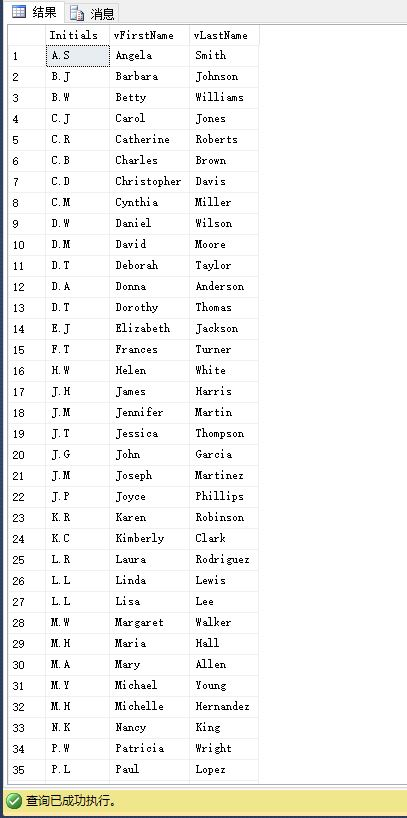 结果 消息
Initials vFirstName vLastName
1 A.S Angela Smith
2 B.J Barbara Johnson
3 B.W Betty Williams
4 C.J Carol Jones
5 C.R Catherine Roberts
6 C.B Charles Brown
7 C.D Christopher Davis
8 C.M Cynthia Miller
9 D.W Daniel Wilson
10 D.M David Moore
11 D.T Deborah Taylor
12 D.A Donna Anderson
13 D.T Dorothy Thomas
14 E.J Elizabeth Jackson
15 F.T Frances Turner
16 H.W Helen White
17 J.H James Harris
18 J.M Jennifer Martin
19 J.T Jessica Thompson
20 J.G John Garcia
21 J.M Joseph Martinez
22 J.P Joyce Phillips
23 K.R Karen Robinson
24 K.C Kimberly Clark
25 L.R Laura Rodriguez
26 L.L Linda Lewis
27 L.L Lisa Lee
28 M.W Margaret Walker
29 M.H Maria Hall
30 M.A Mary Allen
31 M.Y Michael Young
32 M.H Michelle Hernandez
33 N.K Nancy King
34 P.W Patricia Wright
35 P.L Paul Lopez
查询已成功执行。